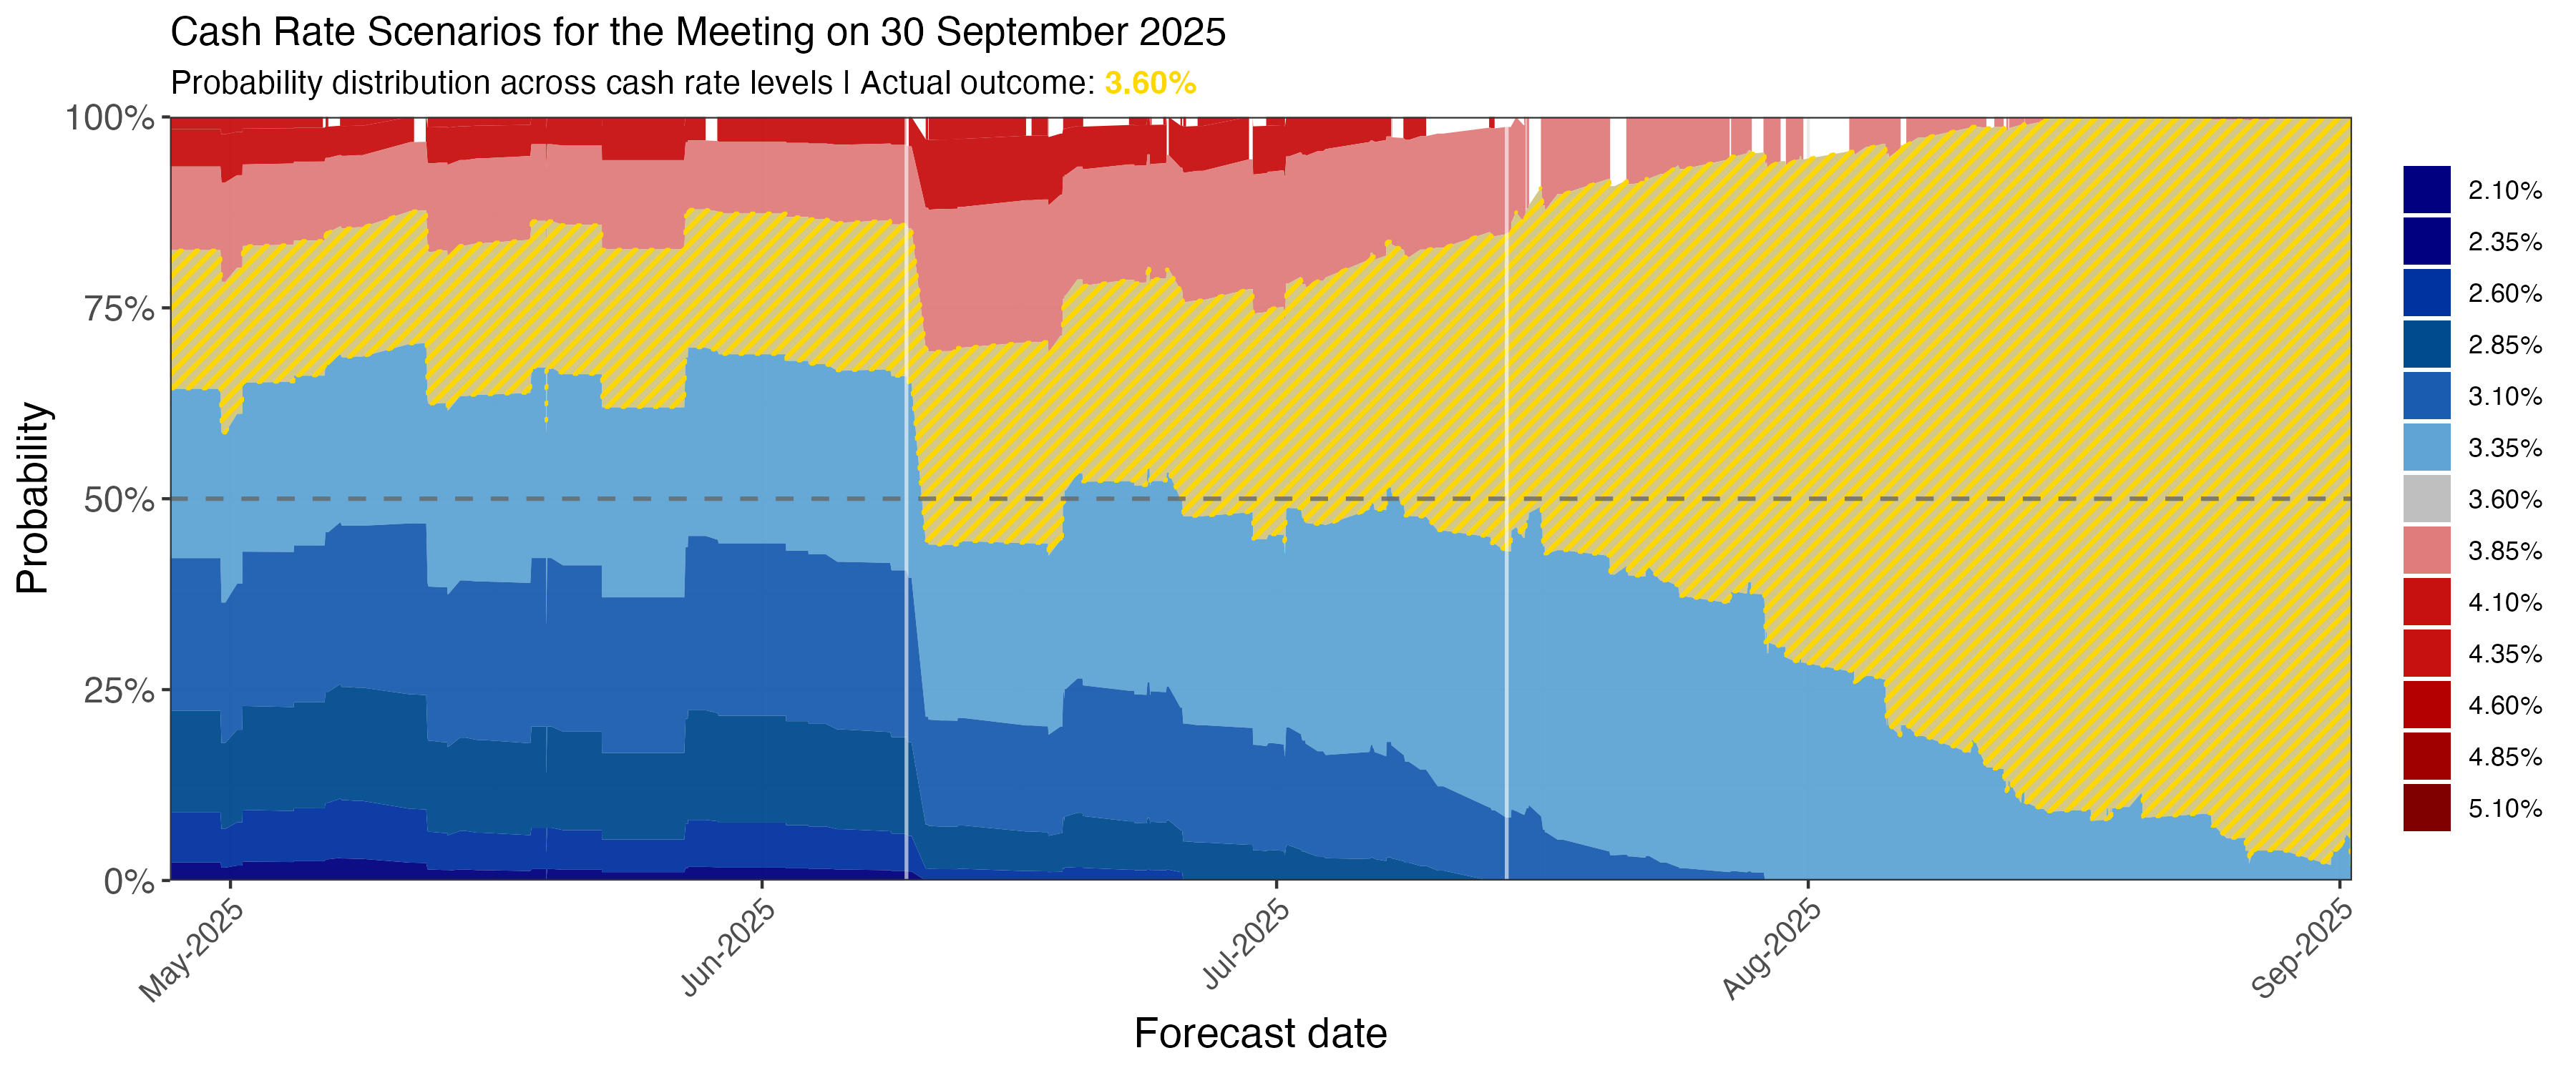 Cash Rate Scenarios for the Meeting on 30 September 2025
Probability distribution across cash rate levels | Actual outcome: 3.60%
Probability
100%
75%
50%
25%
0%
May-2025
Jun-2025
Jul-2025
Aug-2025
Sep-2025
Forecast date
2.10%
2.35%
2.60%
2.85%
3.10%
3.35%
3.60%
3.85%
4.10%
4.35%
4.60%
4.85%
5.10%